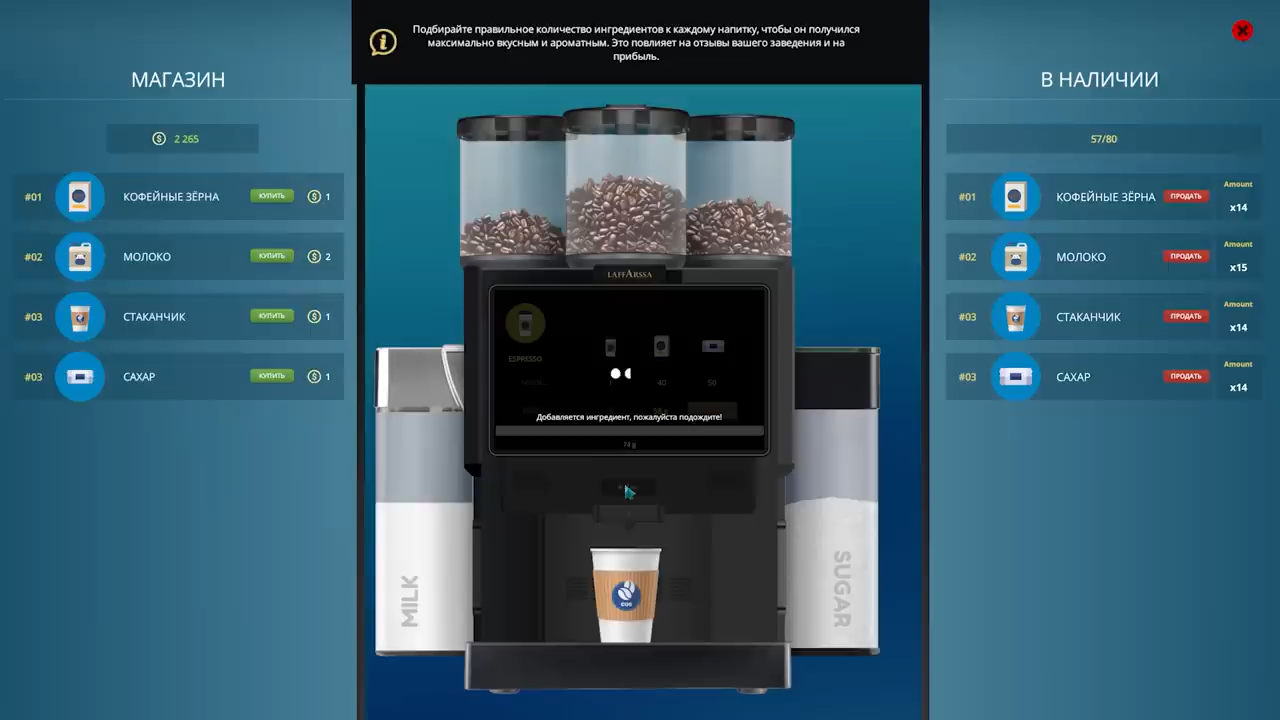 Подбирайте правильное количество ингредиентов к каждому напитку, чтобы он получился
максимально вкусным и ароматным. Это повлияет на отзывы вашего заведения и на
прибыль.
МАГАЗИН
2 265
#01 КОФЕЙНЫЕ ЗЁРНА КУПИТЬ 1
#02 МОЛОКО КУПИТЬ 2
#03 СТАКАНЧИК КУПИТЬ 1
#03 САХАР КУПИТЬ 1
LAFFARSSA
ESPRESSO
40
50
Добавляется ингредиент, пожалуйста подождите!
74 g
MILK
SUGAR
COS
В НАЛИЧИИ
57/80
#01 КОФЕЙНЫЕ ЗЁРНА ПРОДАТЬ Amount x14
#02 МОЛОКО ПРОДАТЬ Amount x15
#03 СТАКАНЧИК ПРОДАТЬ Amount x14
#03 САХАР ПРОДАТЬ Amount x14